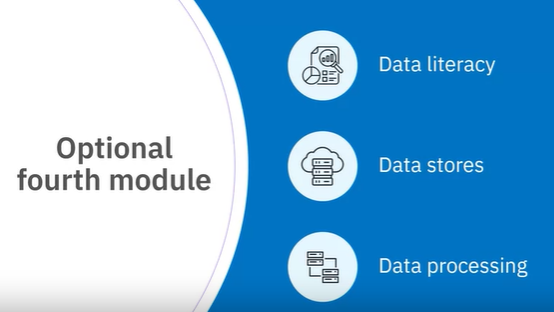 Optional
fourth module
Data literacy
Data stores
Data processing